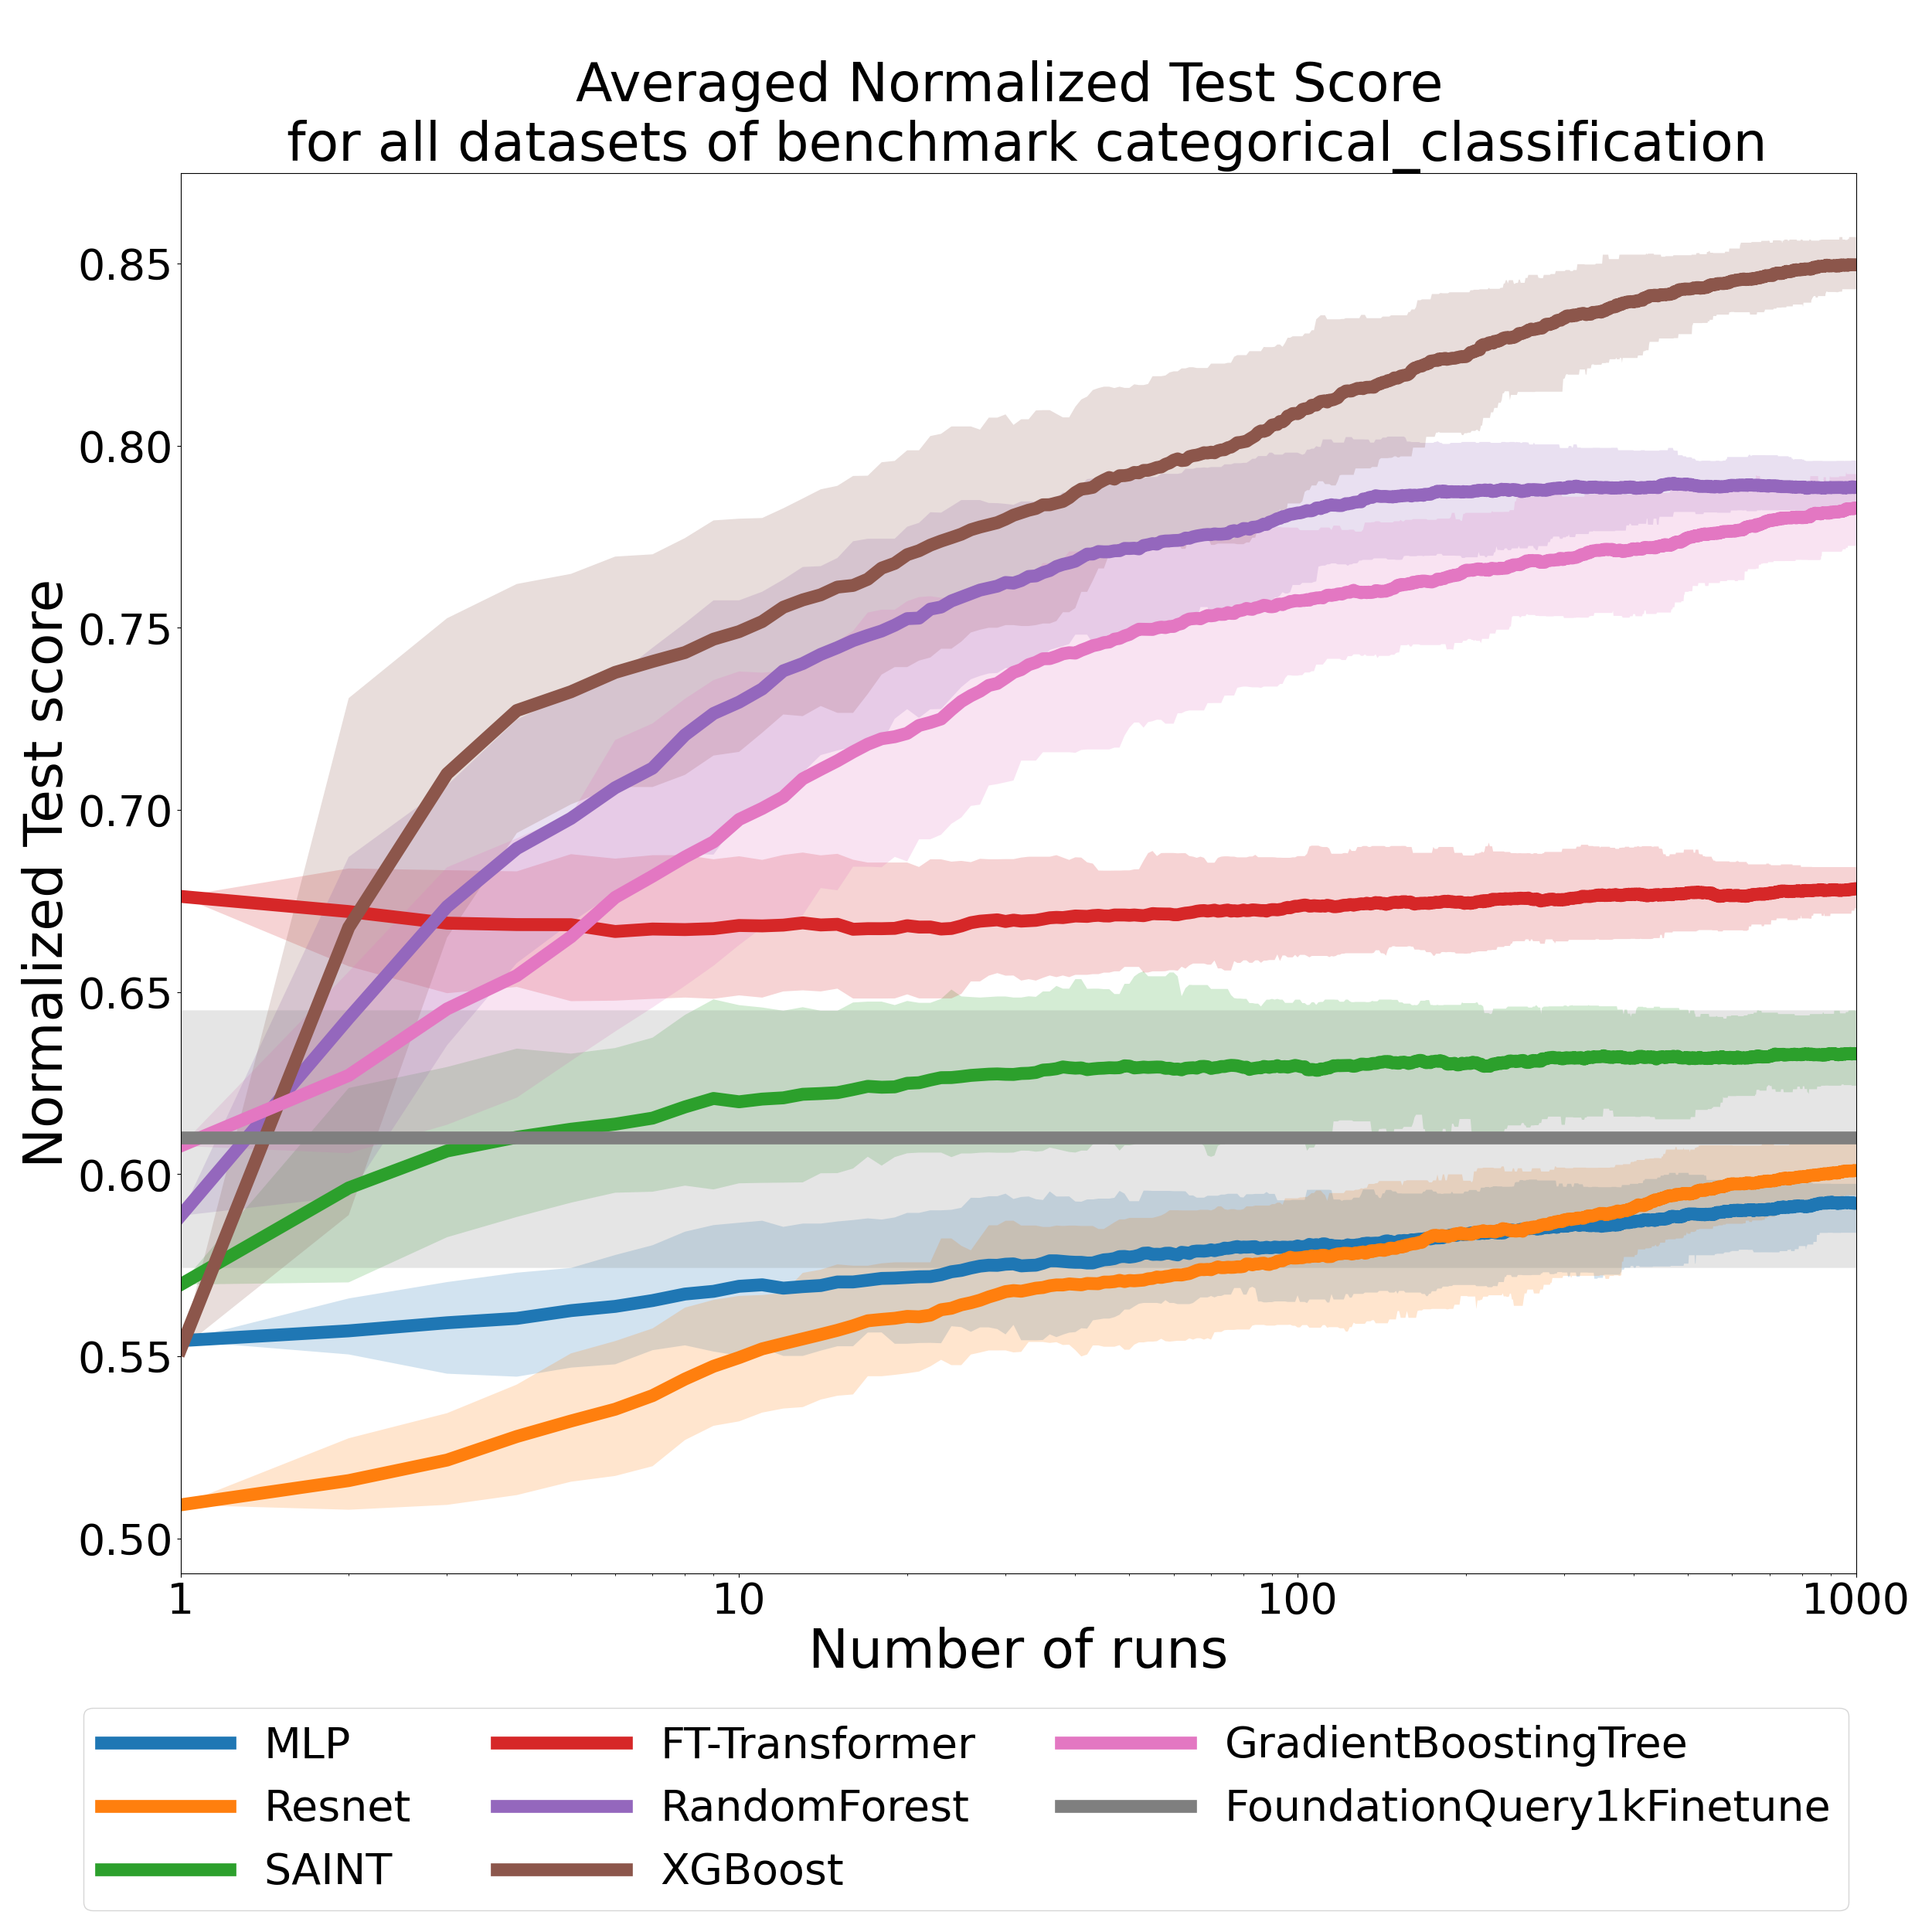 Averaged Normalized Test Score
for all datasets of benchmark categorical_classification
Normalized Test score
0.85
0.80
0.75
0.70
0.65
0.60
0.55
0.50
1 10 100 1000
Number of runs
MLP FT-Transformer GradientBoostingTree
Resnet RandomForest FoundationQuery1kFinetune
SAINT XGBoost